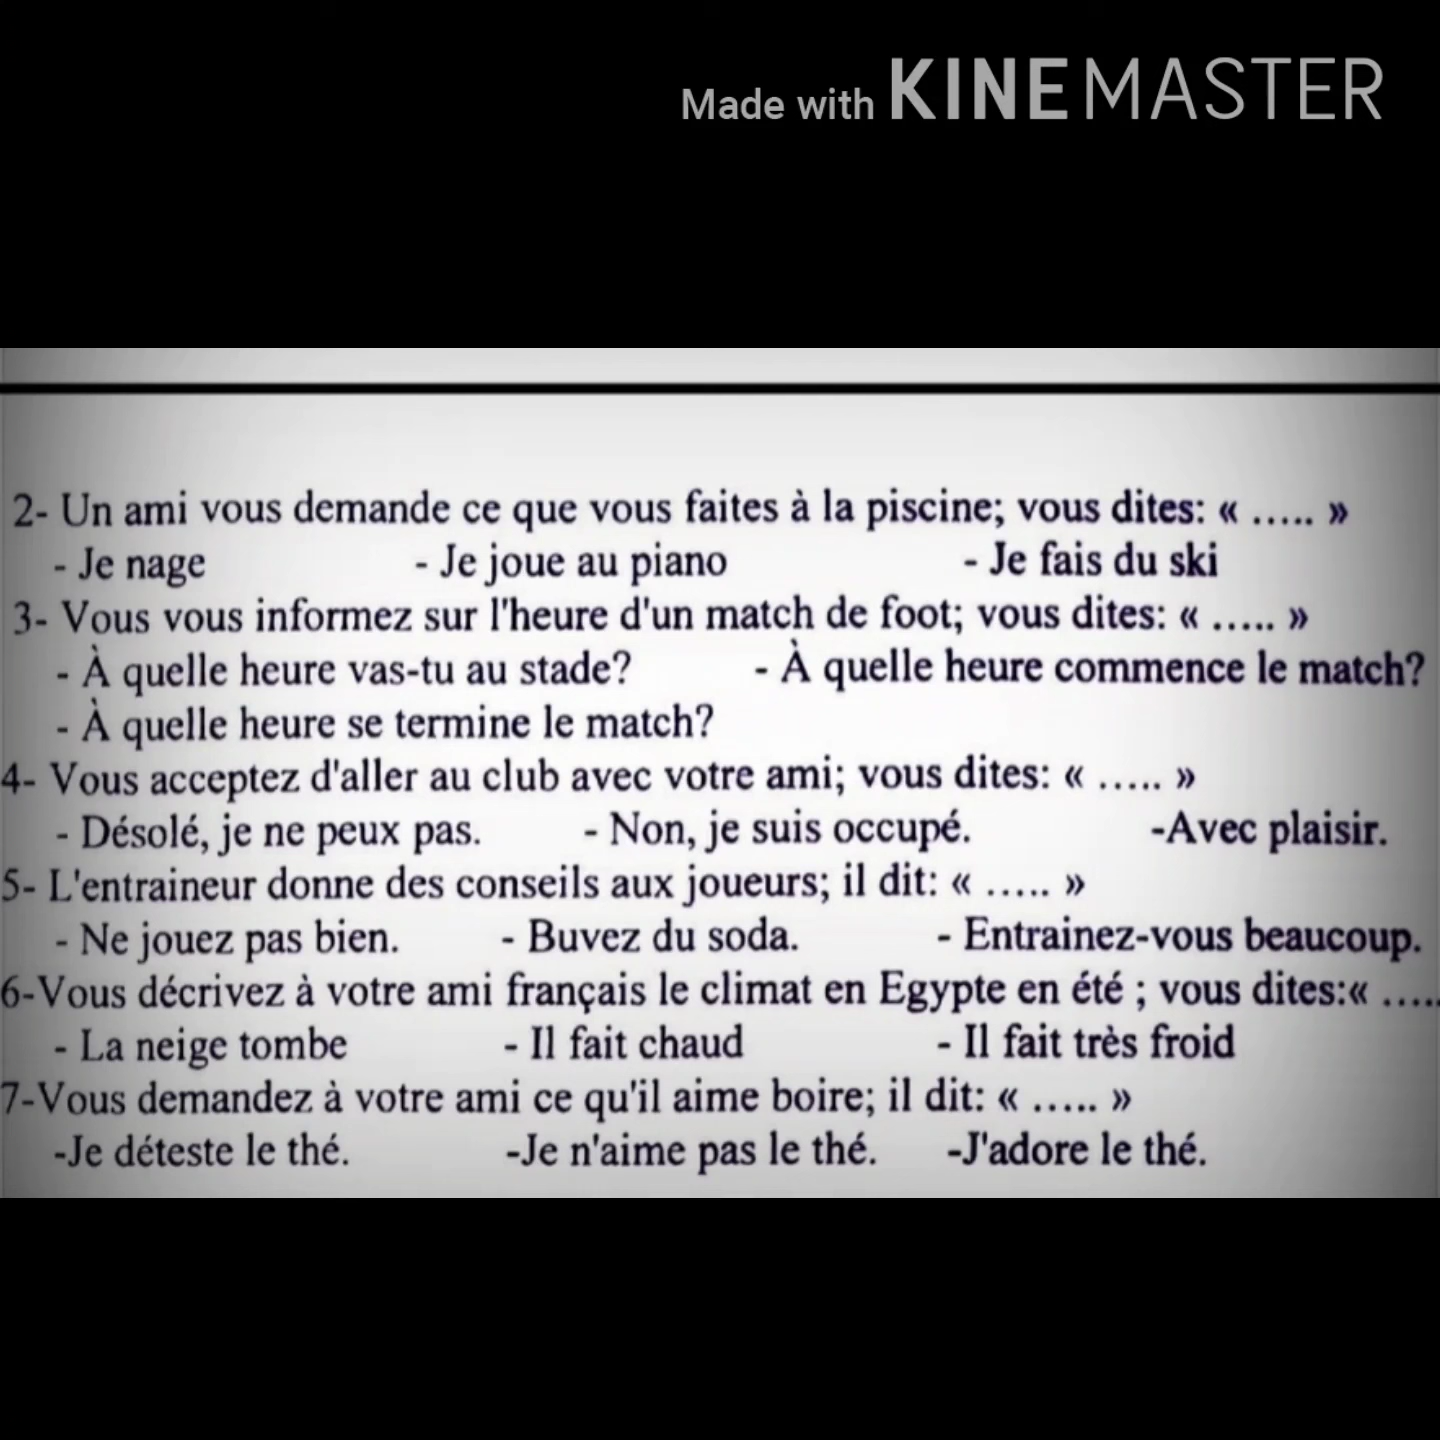 Made with KINEMASTER
2- Un ami vous demande ce que vous faites à la piscine; vous dites: « ..... »
- Je nage - Je joue au piano - Je fais du ski
3- Vous vous informez sur l'heure d'un match de foot; vous dites: « ..... »
- À quelle heure vas-tu au stade? - À quelle heure commence le match?
- À quelle heure se termine le match?
4- Vous acceptez d'aller au club avec votre ami; vous dites: « ..... »
- Désolé, je ne peux pas. - Non, je suis occupé. -Avec plaisir.
5- L'entraineur donne des conseils aux joueurs; il dit: « ..... »
- Ne jouez pas bien. - Buvez du soda. - Entrainez-vous beaucoup.
6-Vous décrivez à votre ami français le climat en Egypte en été ; vous dites:« .....
- La neige tombe - Il fait chaud - Il fait très froid
7-Vous demandez à votre ami ce qu'il aime boire; il dit: « ..... »
-Je déteste le thé. -Je n'aime pas le thé. -J'adore le thé.